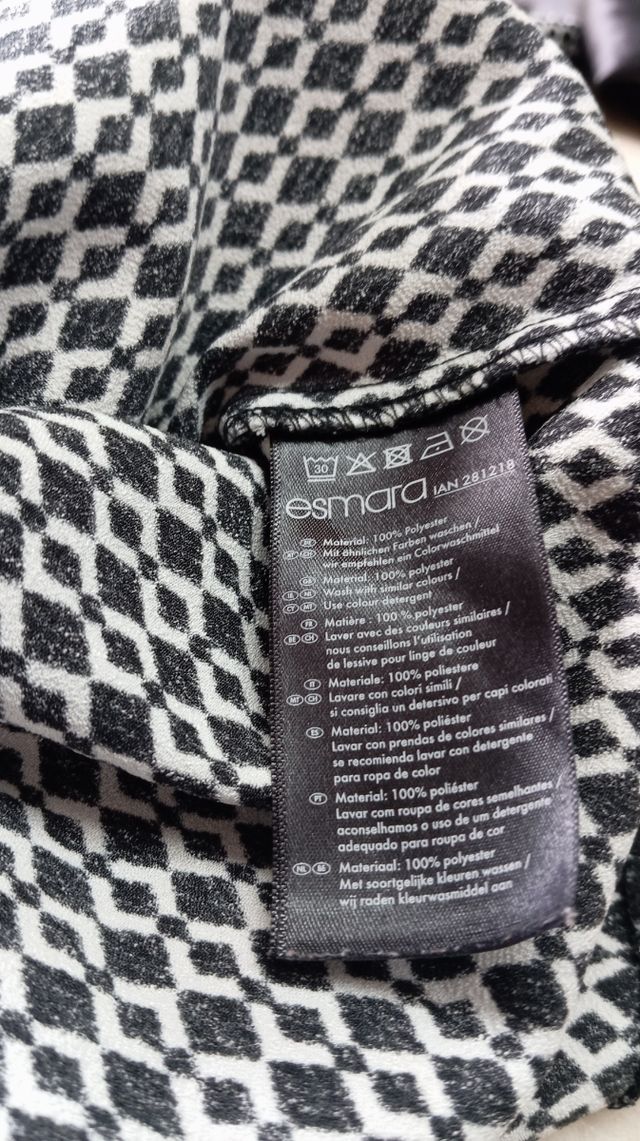 30
esmara IAN 281218
DE Material: 100% Polyester
AT CH Mit ähnlichen Farben waschen /
wir empfehlen ein Colorwaschmittel
GB Material: 100% polyester
IE NL Wash with similar colours /
CY MT Use colour detergent
FR Matière : 100 % polyester
BE CH Laver avec des couleurs similaires /
nous conseillons l'utilisation
de lessive pour linge de couleur
IT Materiale: 100% poliestere
MT CH Lavare con colori simili /
si consiglia un detersivo per capi colorati
ES Material: 100% poliéster
Lavar con prendas de colores similares /
se recomienda lavar con detergente
para ropa de color
PT Material: 100% poliéster
Lavar com roupa de cores semelhantes /
aconselhamos o uso de um detergente
adequado para roupa de cor
NL BE Materiaal: 100% polyester
Met soortgelijke kleuren wassen /
wij raden kleurwasmiddel aan